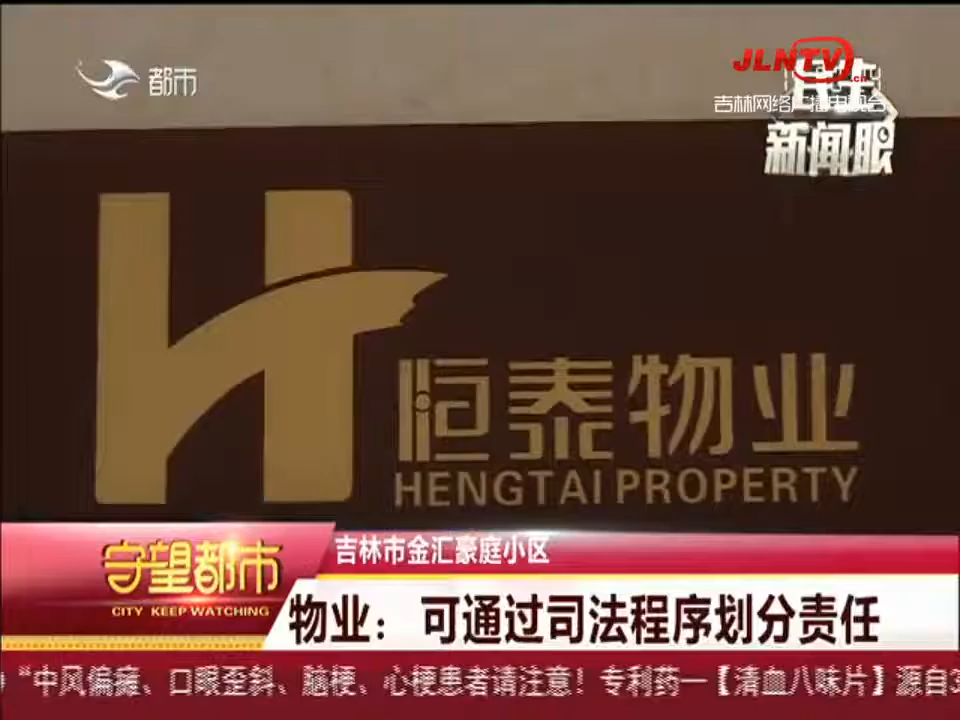 都市
JLNTV
吉林网络广播电视台
新闻眼
恒泰物业
HENGTAI PROPERTY
守望都市
CITY KEEP WATCHING
吉林市金汇豪庭小区
物业：可通过司法程序划分责任
“中风偏瘫、口眼歪斜、脑梗、心梗患者请注意！专利药—【清血八味片】源自3